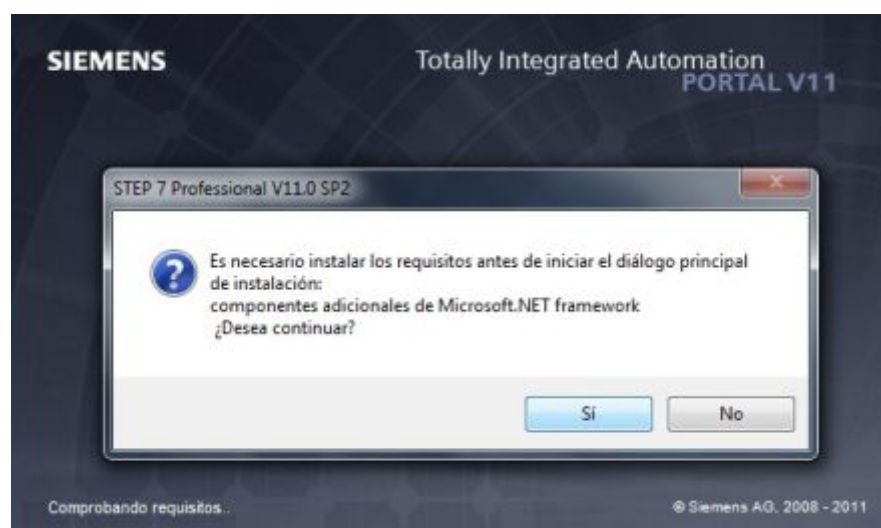 SIEMENS
Totally Integrated Automation
PORTAL V11
STEP 7 Professional V11.0 SP2
Es necesario instalar los requisitos antes de iniciar el diálogo principal
de instalación:
componentes adicionales de Microsoft.NET framework
¿Desea continuar?
Sí
No
Comprobando requisitos..
© Siemens AG. 2008 - 2011